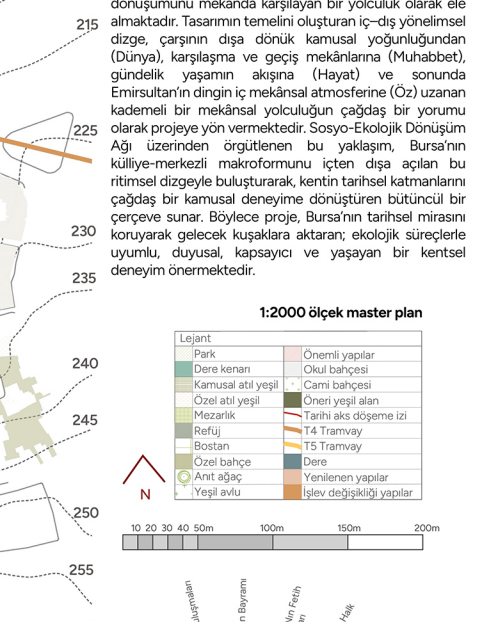 dönüşümünü mekânda karşılayan bir yolculuk olarak ele
almaktadır. Tasarımın temelini oluşturan iç–dış yönelimsel
dizge, çarşının dışa dönük kamusal yoğunluğundan
(Dünya), karşılaşma ve geçiş mekânlarına (Muhabbet),
gündelik yaşamın akışına (Hayat) ve sonunda
Emirsultan’ın dingin iç mekânsal atmosferine (Öz) uzanan
kademeli bir mekânsal yolculuğun çağdaş bir yorumu
olarak projeye yön vermektedir. Sosyo-Ekolojik Dönüşüm
Ağı üzerinden örgütlenen bu yaklaşım, Bursa’nın
külliye-merkezli makroformunu içten dışa açılan bu
ritimsel dizgeyle buluşturarak, kentin tarihsel katmanlarını
çağdaş bir kamusal deneyime dönüştüren bütüncül bir
çerçeve sunar. Böylece proje, Bursa’nın tarihsel mirasını
koruyarak gelecek kuşaklara aktaran; ekolojik süreçlerle
uyumlu, duyusal, kapsayıcı ve yaşayan bir kentsel
deneyim önermektedir.
215
225
230
235
240
245
250
255
1:2000 ölçek master plan
Lejant
Park
Dere kenarı
Kamusal atıl yeşil
Özel atıl yeşil
Mezarlık
Refüj
Bostan
Özel bahçe
Anıt ağaç
Yeşil avlu
Önemli yapılar
Okul bahçesi
Cami bahçesi
Öneri yeşil alan
Tarihi aks döşeme izi
T4 Tramvay
T5 Tramvay
Dere
Yenilenen yapılar
İşlev değişikliği yapılar
N
10 20 30 40 50m 100m 150m 200m
Bayramı
Fetih
Halk